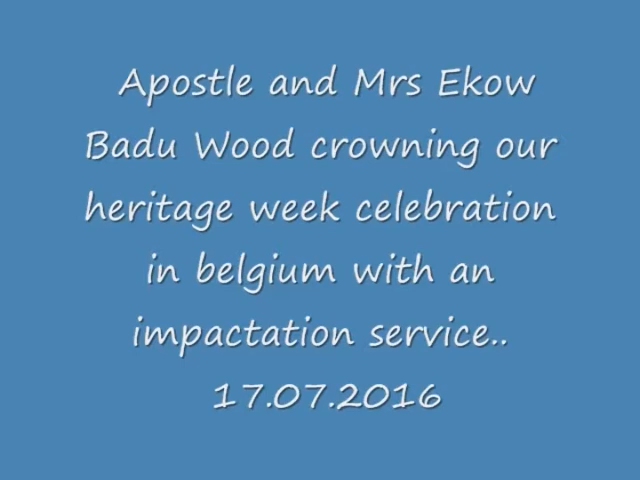 Apostle and Mrs Ekow
Badu Wood crowning our
heritage week celebration
in belgium with an
impactation service..
17.07.2016